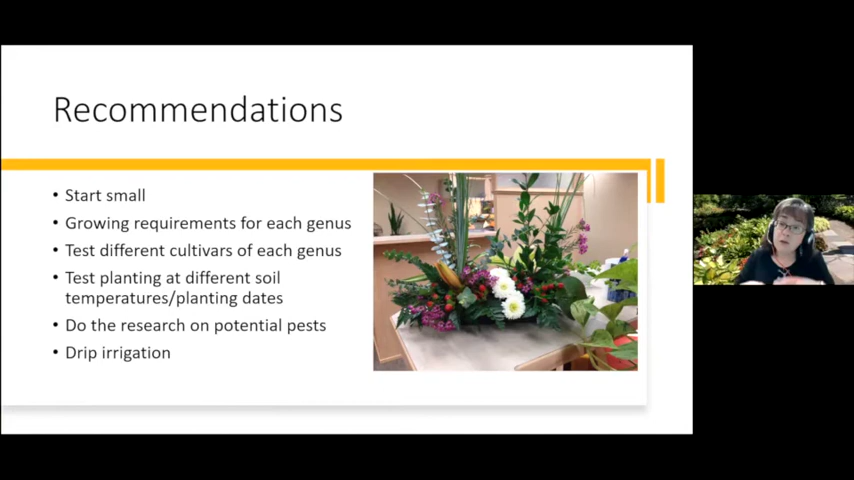 Recommendations
• Start small
• Growing requirements for each genus
• Test different cultivars of each genus
• Test planting at different soil
temperatures/planting dates
• Do the research on potential pests
• Drip irrigation